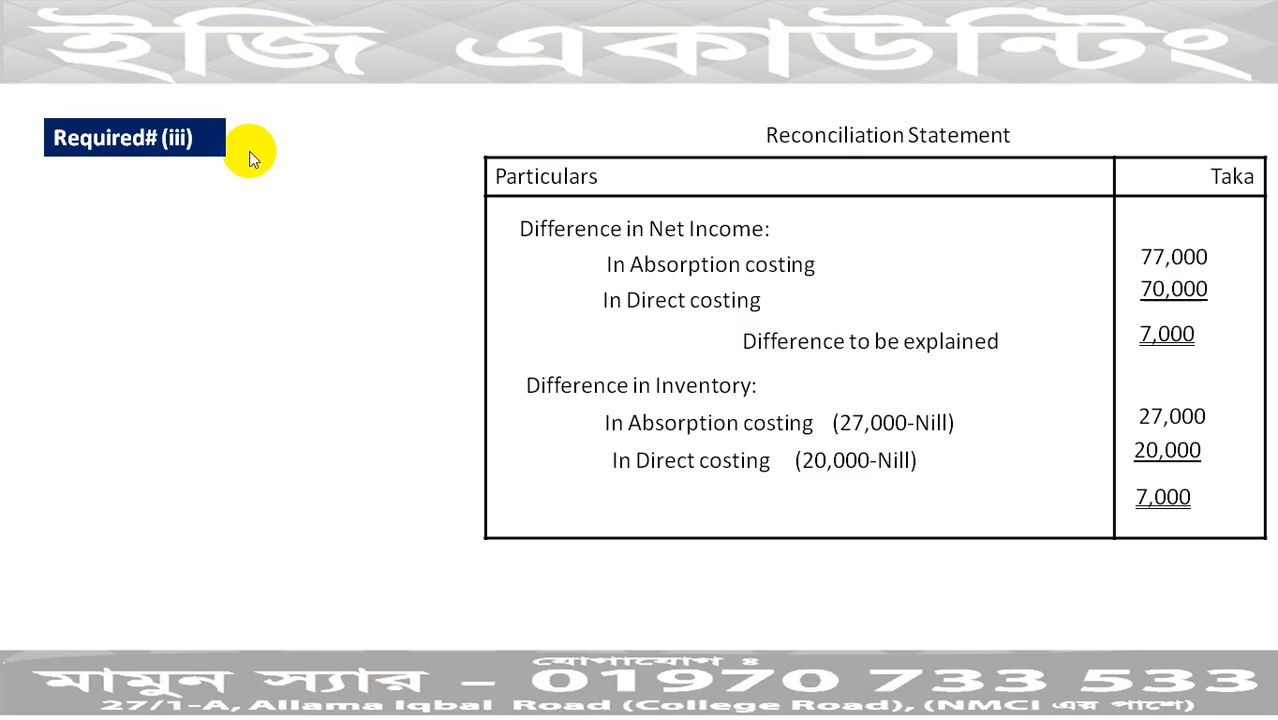 ইজি একাউন্টিং
Required# (iii)
Reconciliation Statement
Particulars Taka
Difference in Net Income:
In Absorption costing 77,000
In Direct costing 70,000
Difference to be explained 7,000
Difference in Inventory:
In Absorption costing (27,000-Nill) 27,000
In Direct costing (20,000-Nill) 20,000
7,000
যোগাযোগ ঃ
মামুন স্যার – 01970 733 533
27/1-A, Allama Iqbal Road (College Road), (NMCI এর পাশে)